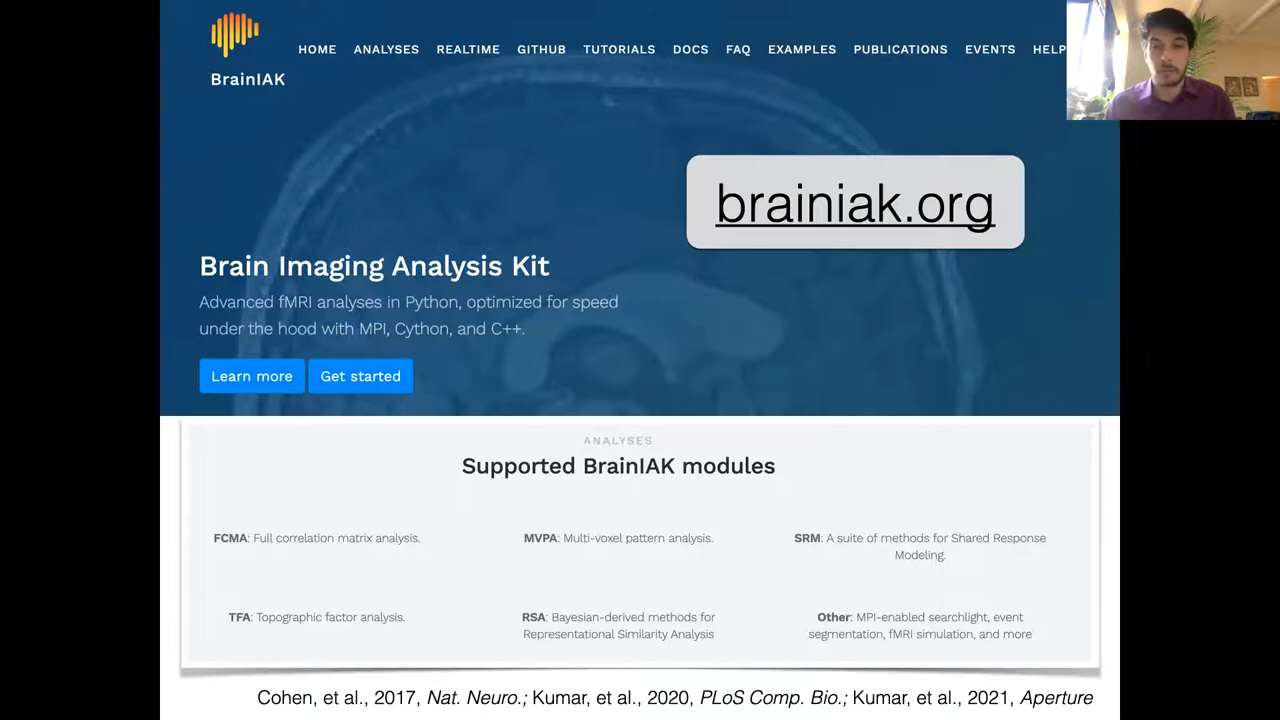 BrainIAK
HOME ANALYSES REALTIME GITHUB TUTORIALS DOCS FAQ EXAMPLES PUBLICATIONS EVENTS HELP
brainiak.org
Brain Imaging Analysis Kit
Advanced fMRI analyses in Python, optimized for speed
under the hood with MPI, Cython, and C++.
Learn more Get started
ANALYSES
Supported BrainIAK modules
FCMA: Full correlation matrix analysis.
MVPA: Multi-voxel pattern analysis.
SRM: A suite of methods for Shared Response
Modeling.
TFA: Topographic factor analysis.
RSA: Bayesian-derived methods for
Representational Similarity Analysis
Other: MPI-enabled searchlight, event
segmentation, fMRI simulation, and more
Cohen, et al., 2017, Nat. Neuro.; Kumar, et al., 2020, PLoS Comp. Bio.; Kumar, et al., 2021, Aperture